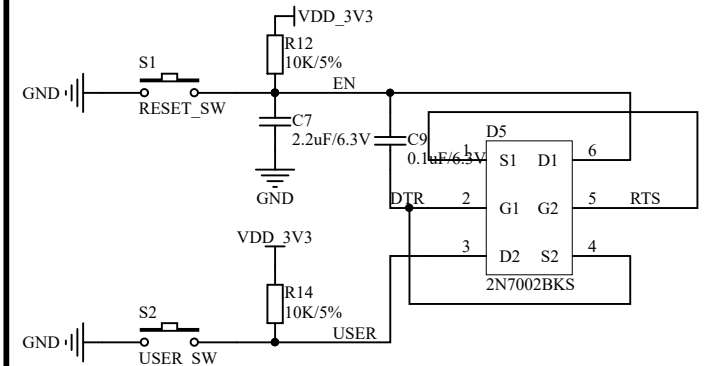 VDD_3V3
R12
10K/5%
S1
GND
RESET_SW
EN
C7
2.2uF/6.3V
GND
C9
0.1uF/6.3V
D5
1 S1 D1 6
DTR 2 G1 G2 5 RTS
3 D2 S2 4
2N7002BKS
VDD_3V3
R14
10K/5%
S2
GND
USER_SW
USER